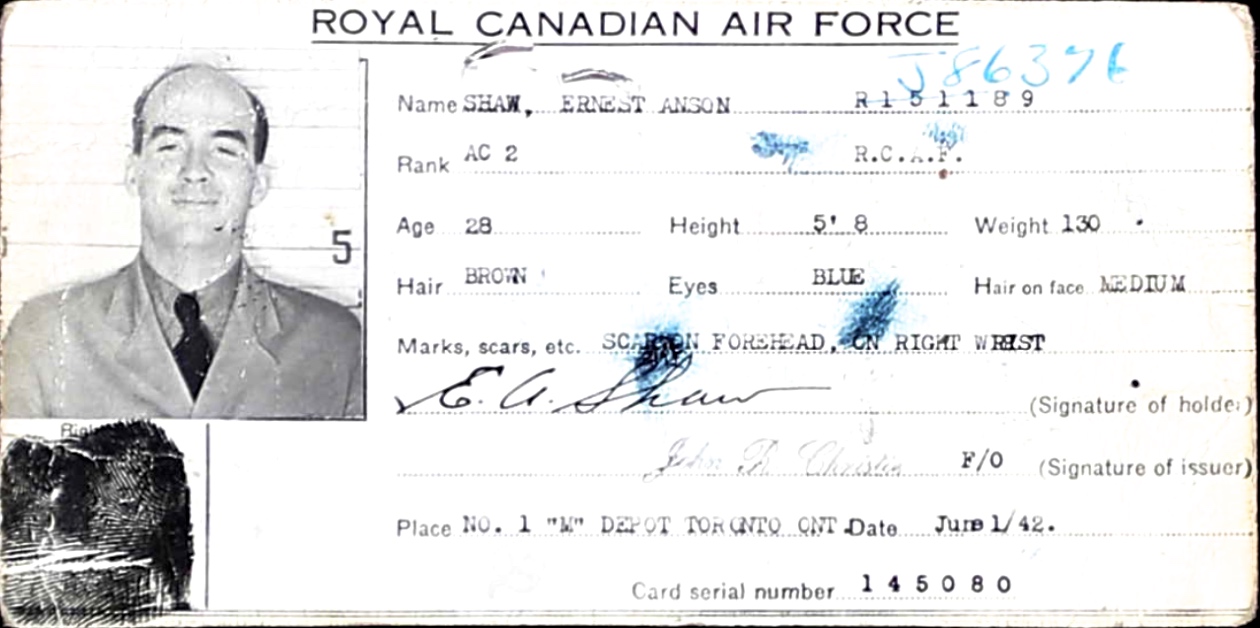 ROYAL CANADIAN AIR FORCE
J86376
Name SHAW, ERNEST ANSON R151189
Rank AC 2 R.C.A.F.
Age 28 Height 5' 8 Weight 130
Hair BROWN Eyes BLUE Hair on face MEDIUM
Marks, scars, etc. SCAR ON FOREHEAD, ON RIGHT WRIST
E. A. Shaw (Signature of holder)
John Christie F/O (Signature of issuer)
Place NO. 1 "M" DEPOT TORONTO ONT. Date June 1/42.
Card serial number 145080
5